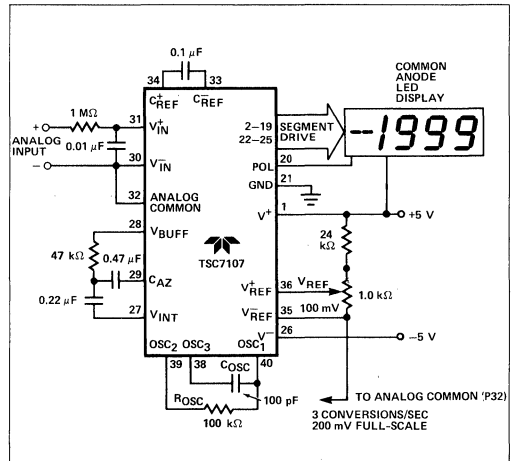 0.1 μF
34 33
C+REF C−REF
COMMON
ANODE
LED
DISPLAY
−1999
1 MΩ
31 V+IN
+
ANALOG
INPUT
−
0.01 μF
30 V−IN
32 ANALOG
COMMON
28 VBUFF
47 kΩ
0.47 μF
29 CAZ
0.22 μF
27 VINT
TSC7107
2–19 SEGMENT
22–25 DRIVE
20
POL
21
GND
1
V+
+5 V
24
kΩ
V+REF 36 VREF
1.0 kΩ
V−REF 35 100 mV
V− 26
−5 V
OSC2 OSC3 OSC1
39 38 40
COSC
100 pF
ROSC
100 kΩ
TO ANALOG COMMON (P32)
3 CONVERSIONS/SEC
200 mV FULL-SCALE